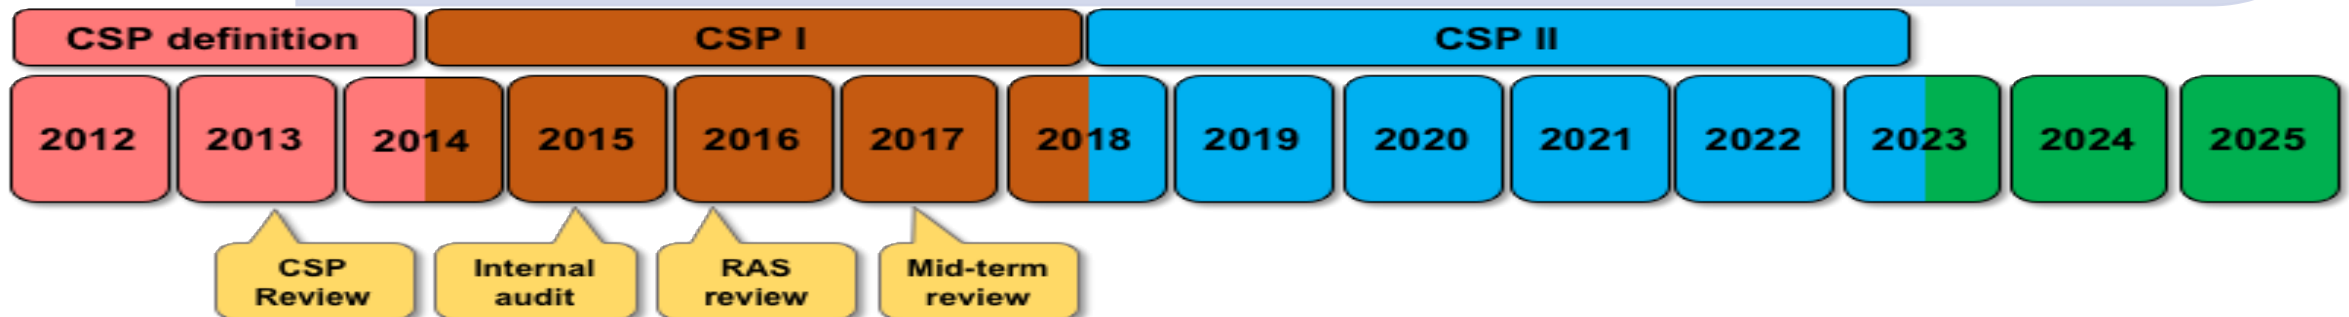 CSP definition
CSP I
CSP II
2012
2013
2014
2015
2016
2017
2018
2019
2020
2021
2022
2023
2024
2025
CSP
Review
Internal
audit
RAS
review
Mid-term
review